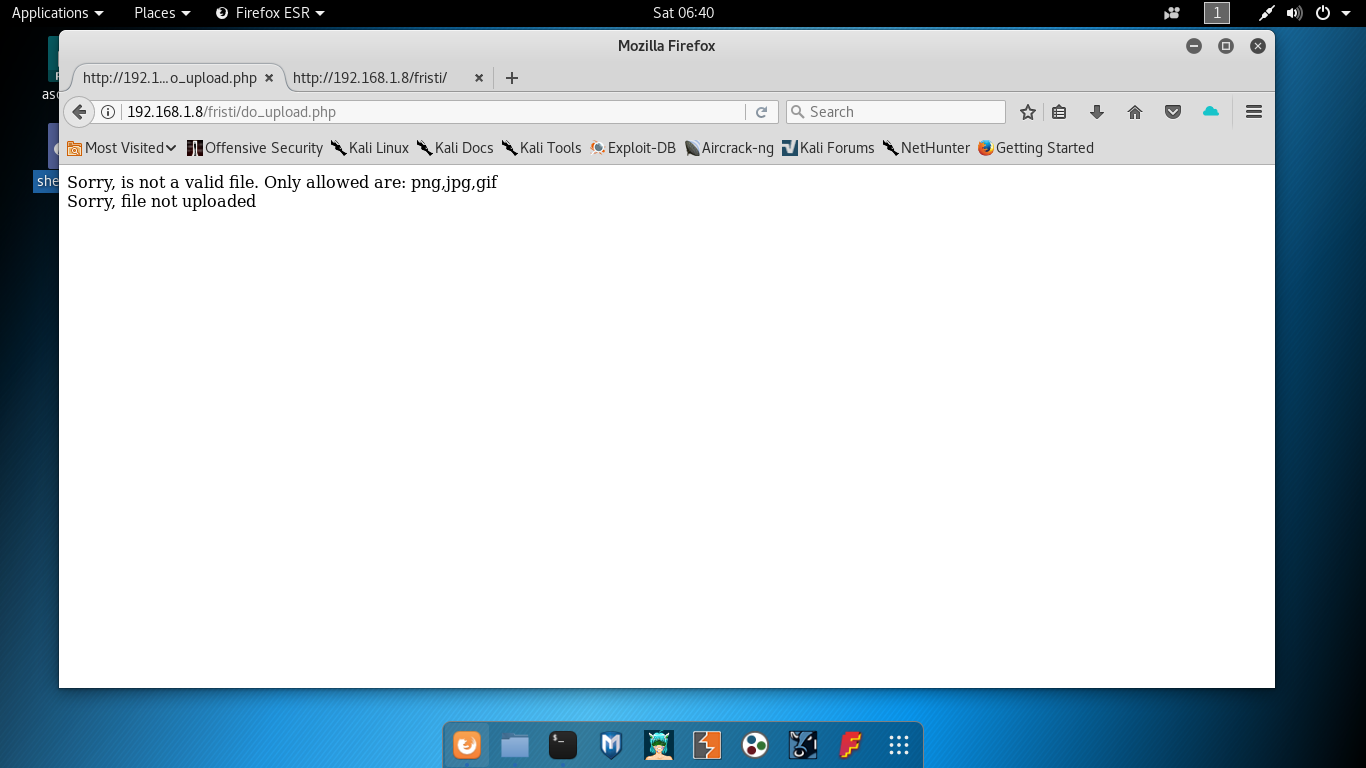 Applications Places Firefox ESR Sat 06:40 1
Mozilla Firefox
http://192.1...o_upload.php http://192.168.1.8/fristi/
192.168.1.8/fristi/do_upload.php Search
Most Visited Offensive Security Kali Linux Kali Docs Kali Tools Exploit-DB Aircrack-ng Kali Forums NetHunter Getting Started
Sorry, is not a valid file. Only allowed are: png,jpg,gif
Sorry, file not uploaded
asc
she